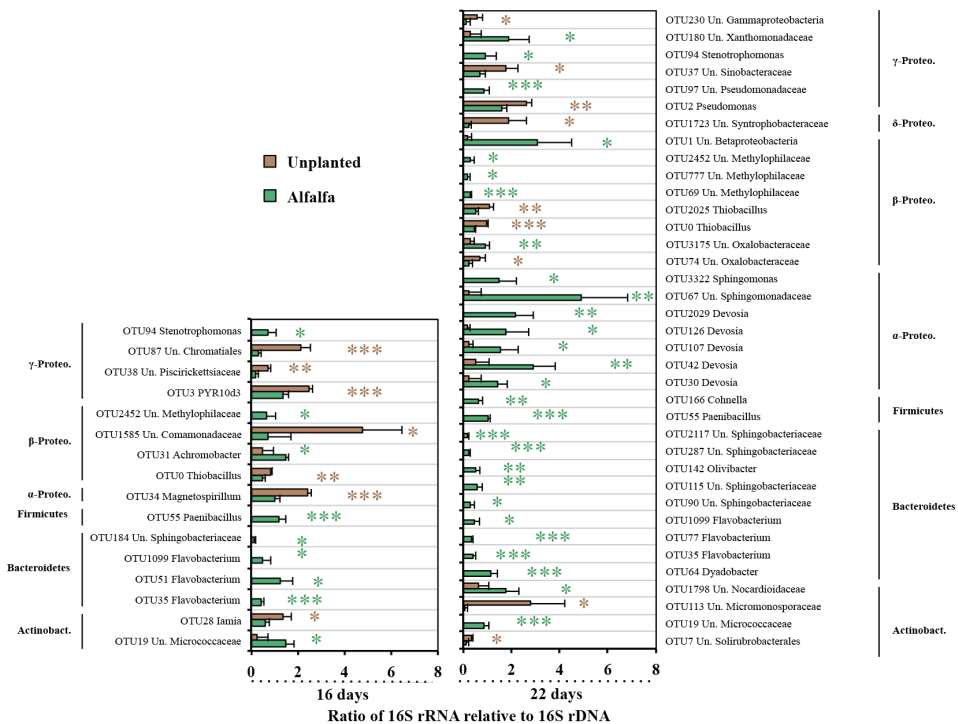 Unplanted
Alfalfa
γ-Proteo.
β-Proteo.
α-Proteo.
Firmicutes
Bacteroidetes
Actinobact.
OTU94 Stenotrophomonas *
OTU87 Un. Chromatiales ***
OTU38 Un. Piscirickettsiaceae **
OTU3 PYR10d3 ***
OTU2452 Un. Methylophilaceae *
OTU1585 Un. Comamonadaceae *
OTU31 Achromobacter *
OTU0 Thiobacillus **
OTU34 Magnetospirillum ***
OTU55 Paenibacillus ***
OTU184 Un. Sphingobacteriaceae *
OTU1099 Flavobacterium *
OTU51 Flavobacterium *
OTU35 Flavobacterium ***
OTU28 Iamia *
OTU19 Un. Micrococcaceae *
0 2 4 6 8
16 days
* OTU230 Un. Gammaproteobacteria
* OTU180 Un. Xanthomonadaceae
* OTU94 Stenotrophomonas
* OTU37 Un. Sinobacteraceae
*** OTU97 Un. Pseudomonadaceae
** OTU2 Pseudomonas
* OTU1723 Un. Syntrophobacteraceae
* OTU1 Un. Betaproteobacteria
* OTU2452 Un. Methylophilaceae
* OTU777 Un. Methylophilaceae
*** OTU69 Un. Methylophilaceae
** OTU2025 Thiobacillus
*** OTU0 Thiobacillus
** OTU3175 Un. Oxalobacteraceae
* OTU74 Un. Oxalobacteraceae
* OTU3322 Sphingomonas
** OTU67 Un. Sphingomonadaceae
** OTU2029 Devosia
* OTU126 Devosia
* OTU107 Devosia
** OTU42 Devosia
* OTU30 Devosia
** OTU166 Cohnella
*** OTU55 Paenibacillus
*** OTU2117 Un. Sphingobacteriaceae
*** OTU287 Un. Sphingobacteriaceae
** OTU142 Olivibacter
** OTU115 Un. Sphingobacteriaceae
* OTU90 Un. Sphingobacteriaceae
* OTU1099 Flavobacterium
*** OTU77 Flavobacterium
*** OTU35 Flavobacterium
*** OTU64 Dyadobacter
* OTU1798 Un. Nocardioidaceae
* OTU113 Un. Micromonosporaceae
*** OTU19 Un. Micrococcaceae
* OTU7 Un. Solirubrobacterales
γ-Proteo.
δ-Proteo.
β-Proteo.
α-Proteo.
Firmicutes
Bacteroidetes
Actinobact.
0 2 4 6 8
22 days
Ratio of 16S rRNA relative to 16S rDNA